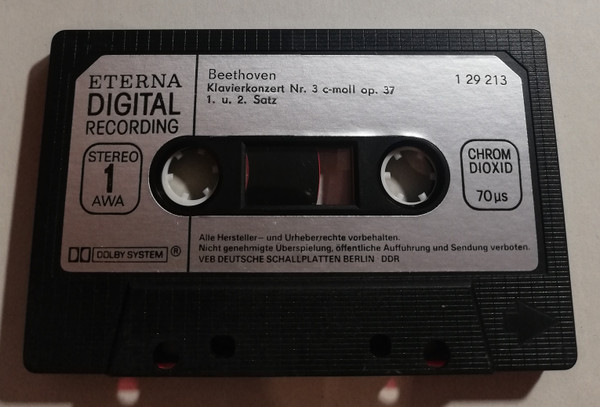 ETERNA
DIGITAL
RECORDING
Beethoven
Klavierkonzert Nr. 3 c-moll op. 37
1. u. 2. Satz
1 29 213
STEREO
1
AWA
CHROM
DIOXID
70µs
DOLBY SYSTEM ®
Alle Hersteller- und Urheberrechte vorbehalten.
Nicht genehmigte Überspielung, öffentliche Aufführung und Sendung verboten.
VEB DEUTSCHE SCHALLPLATTEN BERLIN DDR